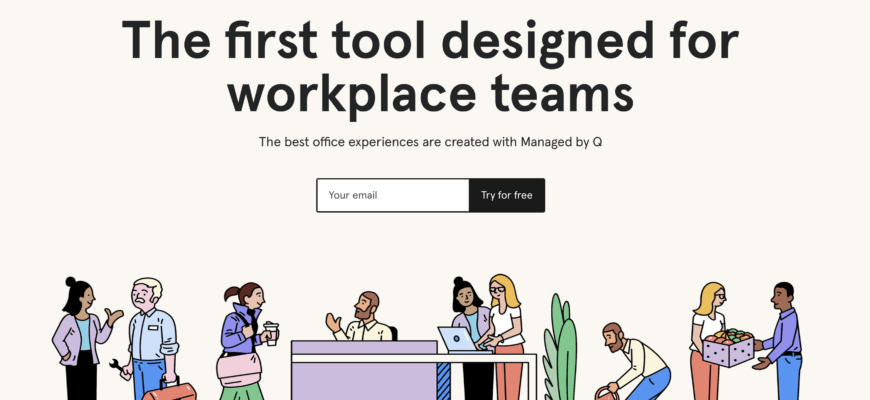 The first tool designed for
workplace teams
The best office experiences are created with Managed by Q
Your email
Try for free